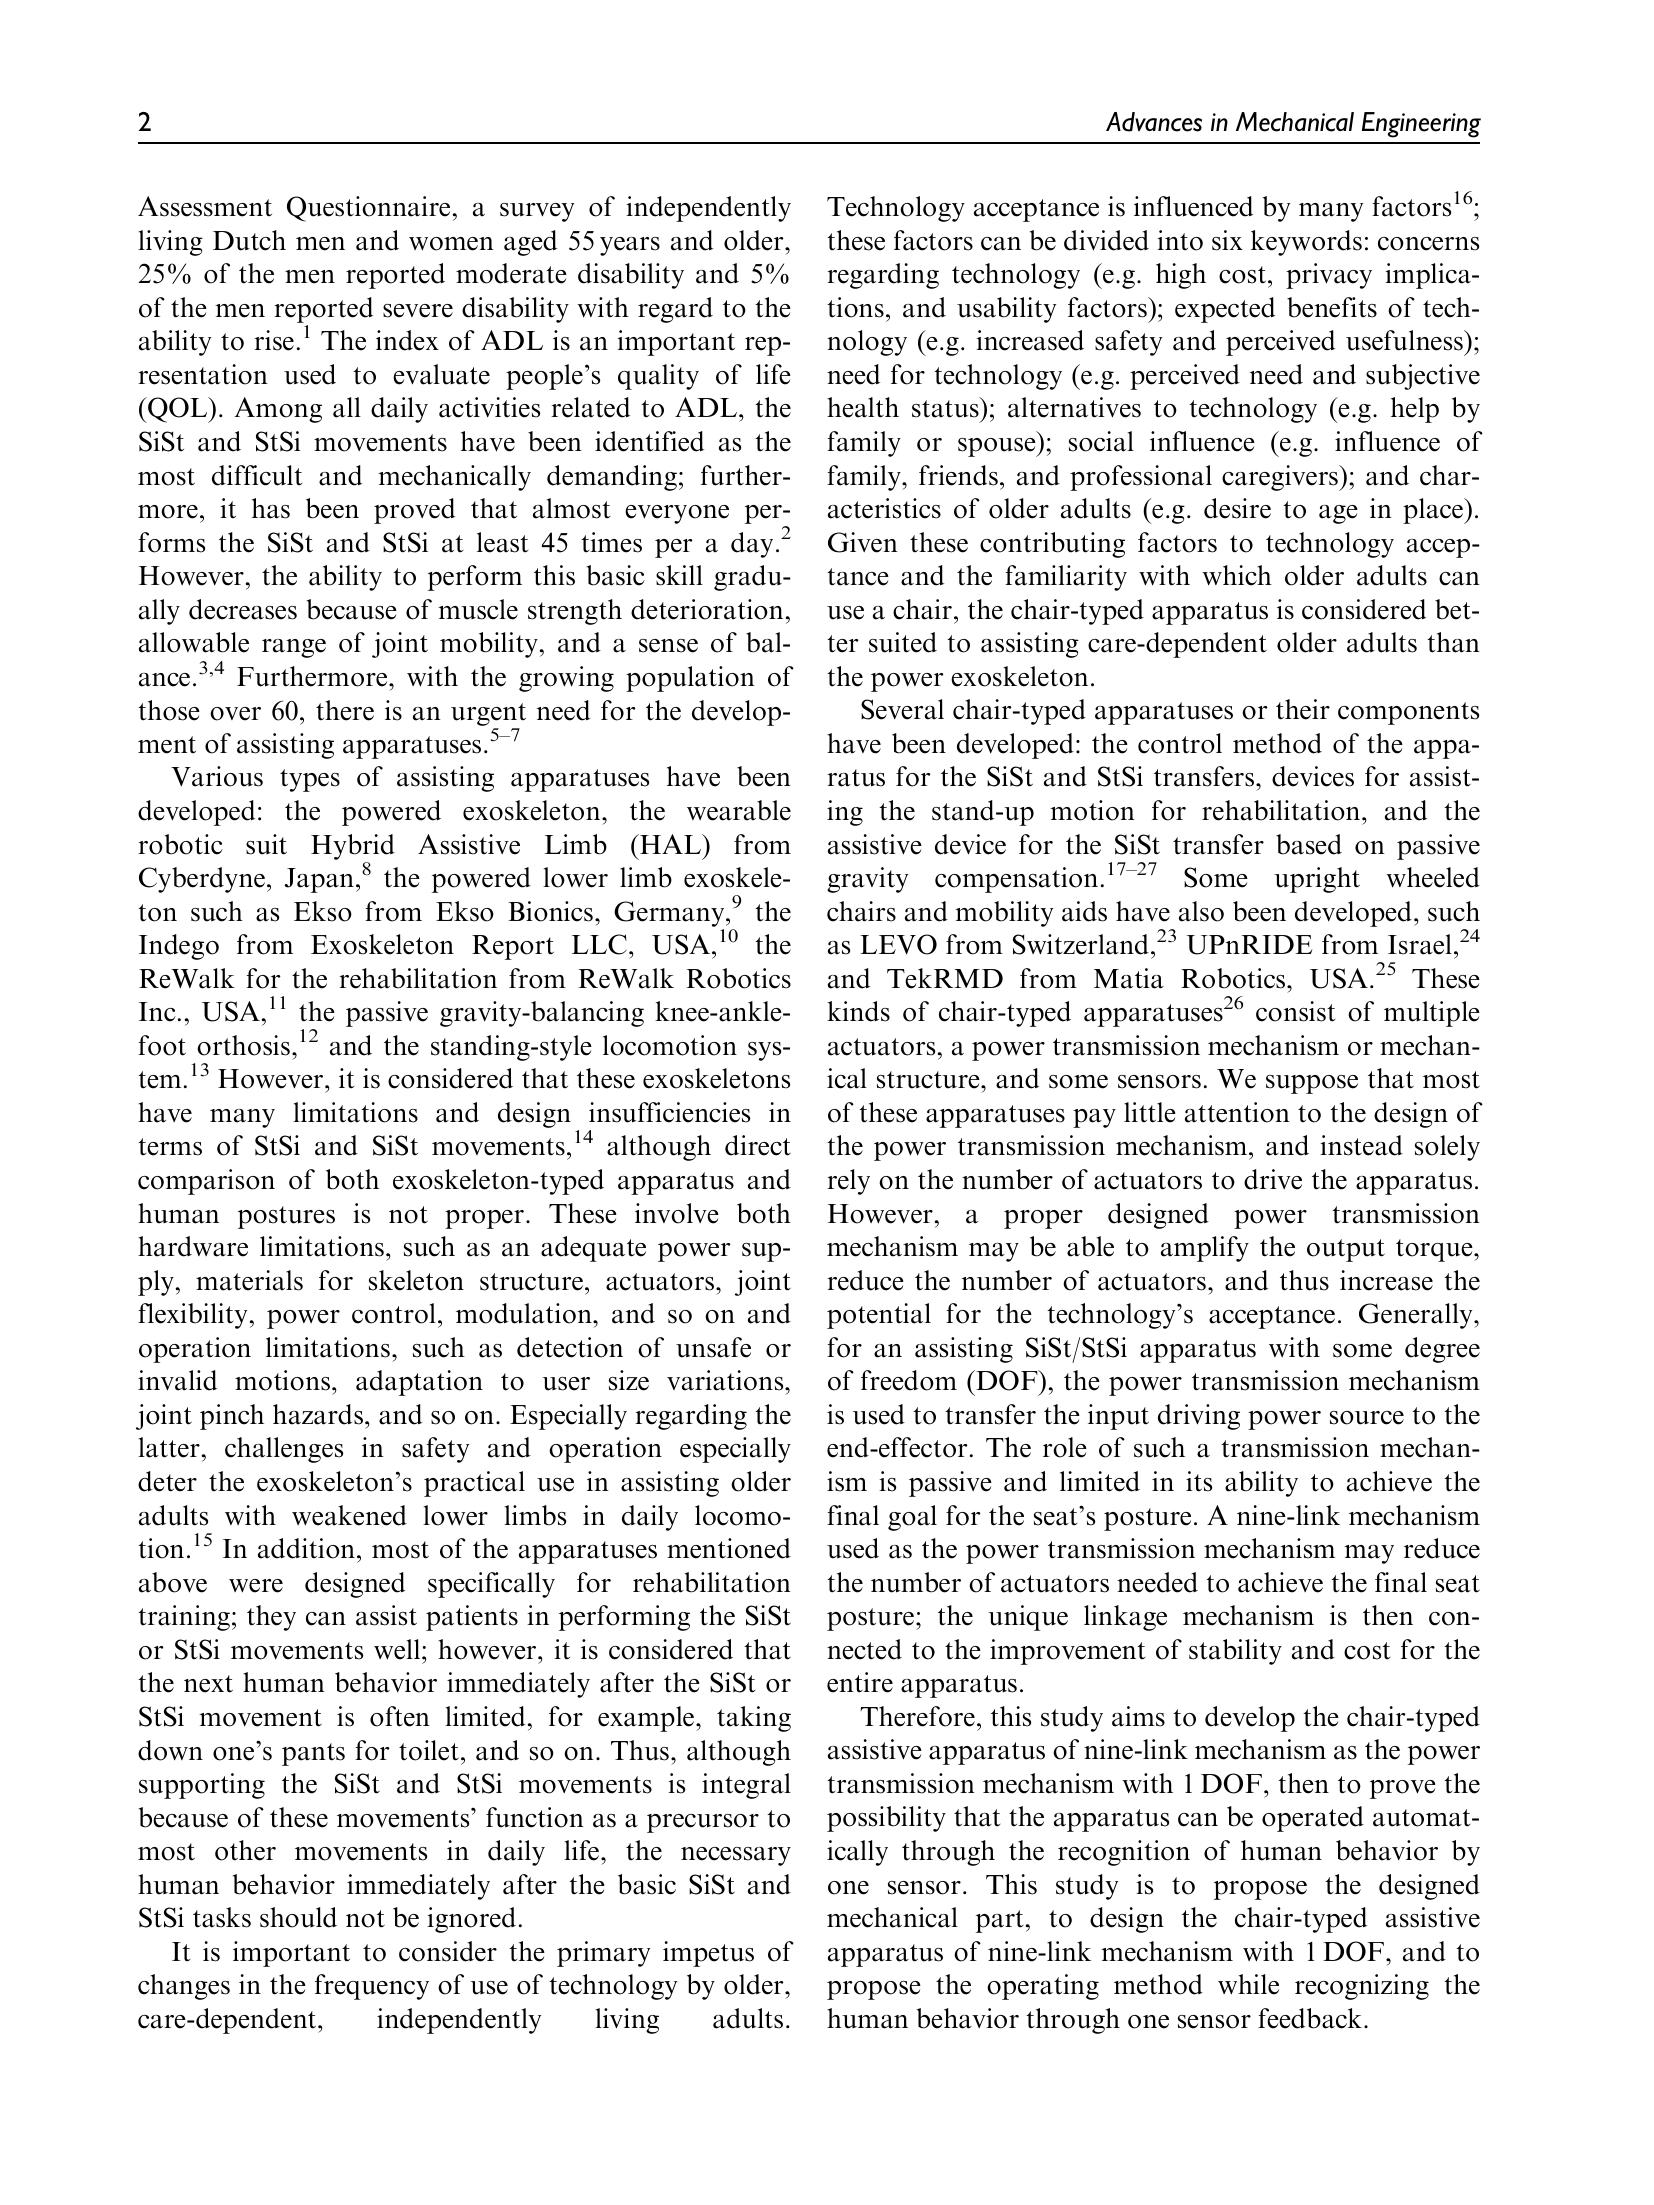 2
Advances in Mechanical Engineering
Assessment Questionnaire, a survey of independently
living Dutch men and women aged 55 years and older,
25% of the men reported moderate disability and 5%
of the men reported severe disability with regard to the
ability to rise.1 The index of ADL is an important rep-
resentation used to evaluate people's quality of life
(QOL). Among all daily activities related to ADL, the
SiSt and StSi movements have been identified as the
most difficult and mechanically demanding; further-
more, it has been proved that almost everyone per-
forms the SiSt and StSi at least 45 times per a day.2
However, the ability to perform this basic skill gradu-
ally decreases because of muscle strength deterioration,
allowable range of joint mobility, and a sense of bal-
ance.3,4 Furthermore, with the growing population of
those over 60, there is an urgent need for the develop-
ment of assisting apparatuses.5–7
Various types of assisting apparatuses have been
developed: the powered exoskeleton, the wearable
robotic suit Hybrid Assistive Limb (HAL) from
Cyberdyne, Japan,8 the powered lower limb exoskele-
ton such as Ekso from Ekso Bionics, Germany,9 the
Indego from Exoskeleton Report LLC, USA,10 the
ReWalk for the rehabilitation from ReWalk Robotics
Inc., USA,11 the passive gravity-balancing knee-ankle-
foot orthosis,12 and the standing-style locomotion sys-
tem.13 However, it is considered that these exoskeletons
have many limitations and design insufficiencies in
terms of StSi and SiSt movements,14 although direct
comparison of both exoskeleton-typed apparatus and
human postures is not proper. These involve both
hardware limitations, such as an adequate power sup-
ply, materials for skeleton structure, actuators, joint
flexibility, power control, modulation, and so on and
operation limitations, such as detection of unsafe or
invalid motions, adaptation to user size variations,
joint pinch hazards, and so on. Especially regarding the
latter, challenges in safety and operation especially
deter the exoskeleton's practical use in assisting older
adults with weakened lower limbs in daily locomo-
tion.15 In addition, most of the apparatuses mentioned
above were designed specifically for rehabilitation
training; they can assist patients in performing the SiSt
or StSi movements well; however, it is considered that
the next human behavior immediately after the SiSt or
StSi movement is often limited, for example, taking
down one's pants for toilet, and so on. Thus, although
supporting the SiSt and StSi movements is integral
because of these movements' function as a precursor to
most other movements in daily life, the necessary
human behavior immediately after the basic SiSt and
StSi tasks should not be ignored.
It is important to consider the primary impetus of
changes in the frequency of use of technology by older,
care-dependent, independently living adults.
Technology acceptance is influenced by many factors16;
these factors can be divided into six keywords: concerns
regarding technology (e.g. high cost, privacy implica-
tions, and usability factors); expected benefits of tech-
nology (e.g. increased safety and perceived usefulness);
need for technology (e.g. perceived need and subjective
health status); alternatives to technology (e.g. help by
family or spouse); social influence (e.g. influence of
family, friends, and professional caregivers); and char-
acteristics of older adults (e.g. desire to age in place).
Given these contributing factors to technology accep-
tance and the familiarity with which older adults can
use a chair, the chair-typed apparatus is considered bet-
ter suited to assisting care-dependent older adults than
the power exoskeleton.
Several chair-typed apparatuses or their components
have been developed: the control method of the appa-
ratus for the SiSt and StSi transfers, devices for assist-
ing the stand-up motion for rehabilitation, and the
assistive device for the SiSt transfer based on passive
gravity compensation.17–27 Some upright wheeled
chairs and mobility aids have also been developed, such
as LEVO from Switzerland,23 UPnRIDE from Israel,24
and TekRMD from Matia Robotics, USA.25 These
kinds of chair-typed apparatuses26 consist of multiple
actuators, a power transmission mechanism or mechan-
ical structure, and some sensors. We suppose that most
of these apparatuses pay little attention to the design of
the power transmission mechanism, and instead solely
rely on the number of actuators to drive the apparatus.
However, a proper designed power transmission
mechanism may be able to amplify the output torque,
reduce the number of actuators, and thus increase the
potential for the technology's acceptance. Generally,
for an assisting SiSt/StSi apparatus with some degree
of freedom (DOF), the power transmission mechanism
is used to transfer the input driving power source to the
end-effector. The role of such a transmission mechan-
ism is passive and limited in its ability to achieve the
final goal for the seat's posture. A nine-link mechanism
used as the power transmission mechanism may reduce
the number of actuators needed to achieve the final seat
posture; the unique linkage mechanism is then con-
nected to the improvement of stability and cost for the
entire apparatus.
Therefore, this study aims to develop the chair-typed
assistive apparatus of nine-link mechanism as the power
transmission mechanism with 1 DOF, then to prove the
possibility that the apparatus can be operated automat-
ically through the recognition of human behavior by
one sensor. This study is to propose the designed
mechanical part, to design the chair-typed assistive
apparatus of nine-link mechanism with 1 DOF, and to
propose the operating method while recognizing the
human behavior through one sensor feedback.